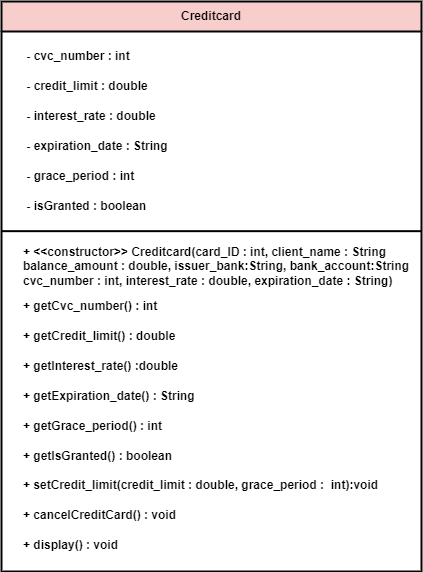 Creditcard
- cvc_number : int
- credit_limit : double
- interest_rate : double
- expiration_date : String
- grace_period : int
- isGranted : boolean
+ <<constructor>> Creditcard(card_ID : int, client_name : String
balance_amount : double, issuer_bank:String, bank_account:String
cvc_number : int, interest_rate : double, expiration_date : String)
+ getCvc_number() : int
+ getCredit_limit() : double
+ getInterest_rate() :double
+ getExpiration_date() : String
+ getGrace_period() : int
+ getIsGranted() : boolean
+ setCredit_limit(credit_limit : double, grace_period :  int):void
+ cancelCreditCard() : void
+ display() : void